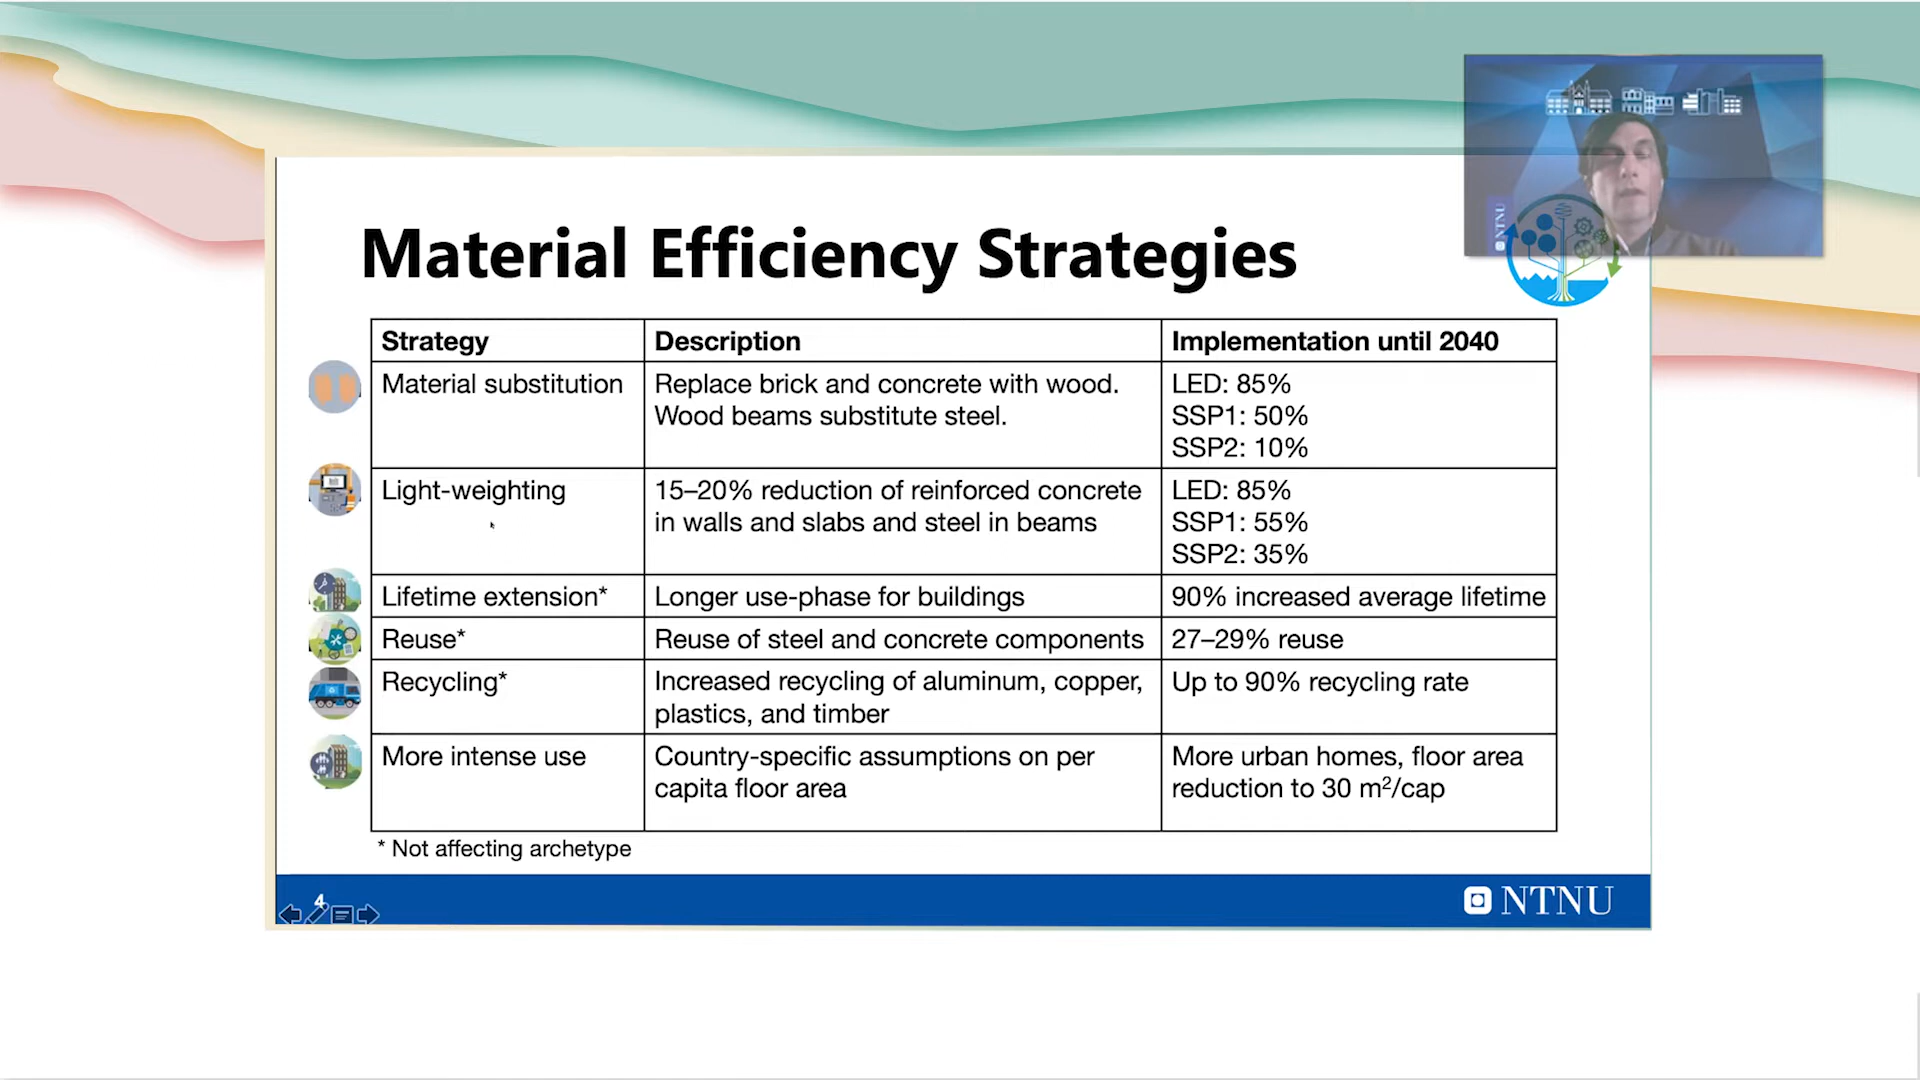 NTNU
Material Efficiency Strategies
Strategy
Description
Implementation until 2040
Material substitution
Replace brick and concrete with wood.
Wood beams substitute steel.
LED: 85%
SSP1: 50%
SSP2: 10%
Light-weighting
15–20% reduction of reinforced concrete
in walls and slabs and steel in beams
LED: 85%
SSP1: 55%
SSP2: 35%
Lifetime extension*
Longer use-phase for buildings
90% increased average lifetime
Reuse*
Reuse of steel and concrete components
27–29% reuse
Recycling*
Increased recycling of aluminum, copper,
plastics, and timber
Up to 90% recycling rate
More intense use
Country-specific assumptions on per
capita floor area
More urban homes, floor area
reduction to 30 m²/cap
* Not affecting archetype
4
NTNU